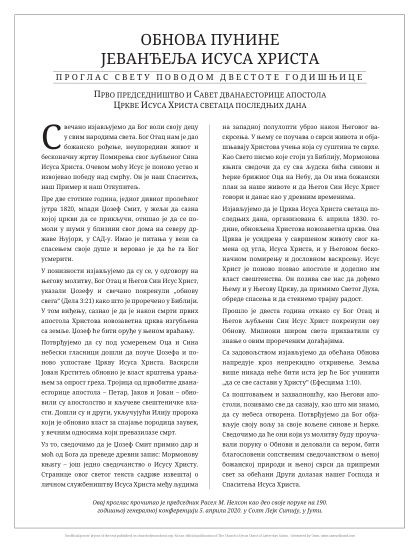 ОБНОВА ПУНИНЕ
ЈЕВАНЂЕЉА ИСУСА ХРИСТА
ПРОГЛАС СВЕТУ ПОВОДОМ ДВЕСТОТЕ ГОДИШЊИЦЕ
Прво председништво и Савет дванаесторице апостола
Цркве Исуса Христа светаца последњих дана
Свечано изјављујемо да Бог воли своју децу
у свим народима света. Бог Отац нам је дао
божанско рођење, неупоредиви живот и
бесконачну жртву Помирења свог љубљеног Сина
Исуса Христа. Очевом моћу Исус је поново устао и
извојевао победу над смрћу. Он је наш Спаситељ,
наш Пример и наш Откупитељ.
Пре две стотине година, једног дивног пролећног
јутра 1820, млади Џозеф Смит, у жељи да сазна
којој цркви да се прикључи, отишао је да се по-
моли у шуми у близини свог дома на северу др-
жаве Њујорк, у САД-у. Имао је питања у вези са
спасењем своје душе и веровао је да ће га Бог
усмерити.
У понизности изјављујемо да су се, у одговору на
његову молитву, Бог Отац и Његов Син Исус Христ,
указали Џозефу и свечано покренули „обнову
свега” (Дела 3:21) како што је проречено у Библији.
У том виђењу, сазнао је да је након смрти првих
апостола Христова новозаветна црква изгубљена
са земље. Џозеф ће бити оруђе у њеном враћању.
Потврђујемо да су под усмерењем Оца и Сина
небески гласници дошли да поуче Џозефа и по-
ново успоставе Цркву Исуса Христа. Васкрсли
Јован Крститељ обновио је власт крштења урања-
њем за опрост греха. Тројица од првобитне двана-
есторице апостола – Петар, Јаков и Јован – обно-
вили су апостолство и кључеве свештеничке власти.
Дошли су и други, укључујући Илију пророка
који је обновио власт за спајање породица заувек,
у вечним односима који превазилазе смрт.
Уз то, сведочимо да је Џозеф Смит примио дар и
моћ од Бога да преведе древни запис: Мормонову
књигу – још једно сведочанство о Исусу Христу.
Странице овог светог текста садрже извештај о
личном служебништву Исуса Христа међу људима
на западној полулопти убрзо након Његовог ва-
скрсења. У њему се поучава о сврси живота и обја-
шњавају Христова учења која су суштина те сврхе.
Као Свето писмо које стоји уз Библију, Мормонова
књига сведочи да су сва људска бића синови и
кћерке брижног Оца на Небу, да Он има божански
план за наше животе и да Његов Син Исус Христ
говори и данас као у древним временима.
Изјављујемо да је Црква Исуса Христа светаца по-
следњих дана, организована 6. априла 1830. го-
дине, обновљена Христова новозаветна црква. Ова
Црква је усидрена у савршеном животу свог ка-
мена од угла, Исуса Христа, и у Његовом беско-
начном помирењу и дословном васкрсењу. Исус
Христ је поново позвао апостоле и доделио им
власт свештенства. Он позива све нас да дођемо
Њему и у Његову Цркву, да примимо Светог Духа,
обреде спасења и да стекнемо трајну радост.
Прошло је двеста година откако су Бог Отац и
Његов љубљени Син Исус Христ покренули ову
Обнову. Милиони широм света прихватили су
знање о овим проречених догађајима.
Са задовољством изјављујемо да обећана Обнова
напредује кроз непрекидно откривење. Земља
више никада неће бити иста јер ће Бог учинити
„да се све састави у Христу” (Ефесцима 1:10).
Са поштовањем и захвалношћу, као Његови апо-
столи, позивамо све да сазнају, као што ми знамо,
да су небеса отворена. Потврђујемо да Бог обја-
вљује своју вољу за своје вољене синове и кћерке.
Сведочимо да ће они који уз молитву буду проуча-
вали поруку о Обнови и деловали са вером, бити
благословени сопственим сведочанством о њеној
божанској природи и њеној сврси да припреми
свет за обећани Други долазак нашег Господа и
Спаситеља Исуса Христа.
Овај проглас прочитао је председник Расел М. Нелсон као део своје поруке на 190.
годишњој генералној конференцији 5. априла 2020. у Солт Лејк Ситију, у Јути.